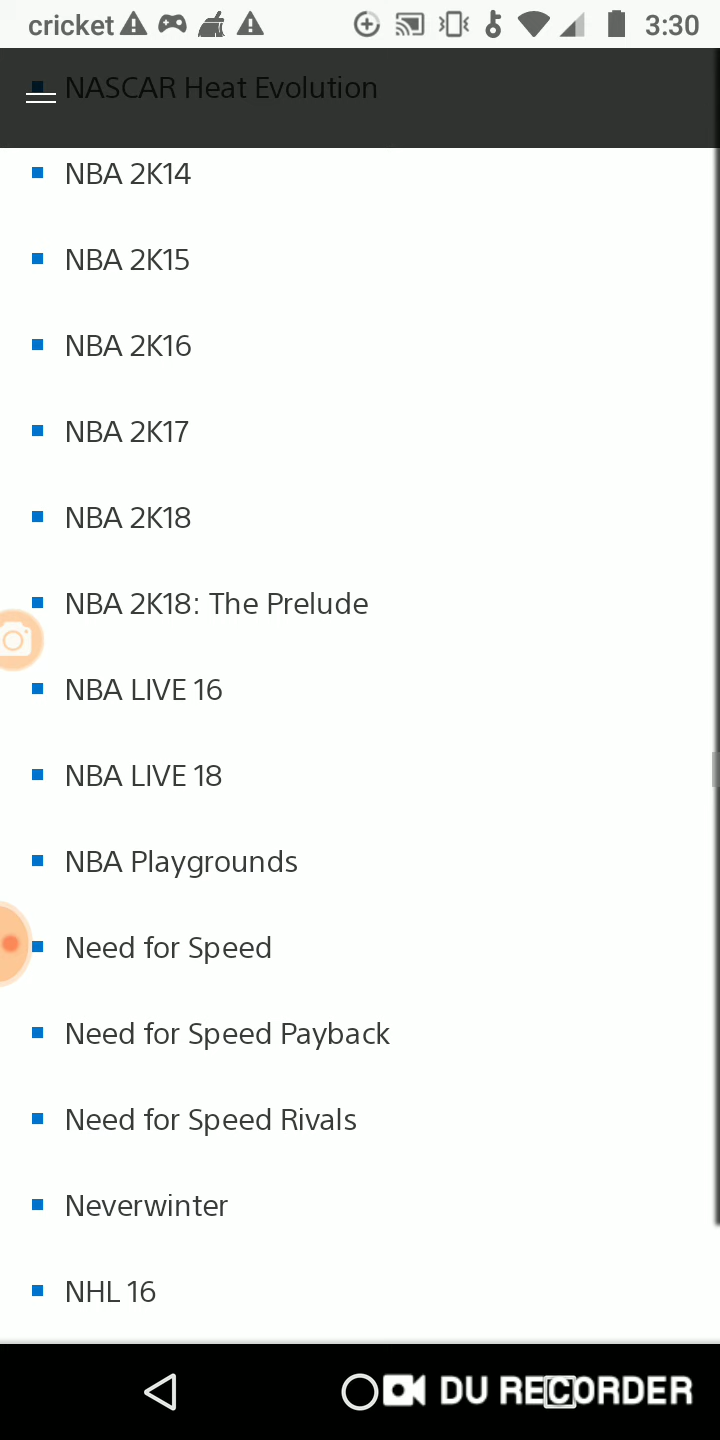 cricket 3:30
NASCAR Heat Evolution
NBA 2K14
NBA 2K15
NBA 2K16
NBA 2K17
NBA 2K18
NBA 2K18: The Prelude
NBA LIVE 16
NBA LIVE 18
NBA Playgrounds
Need for Speed
Need for Speed Payback
Need for Speed Rivals
Neverwinter
NHL 16
DU RECORDER